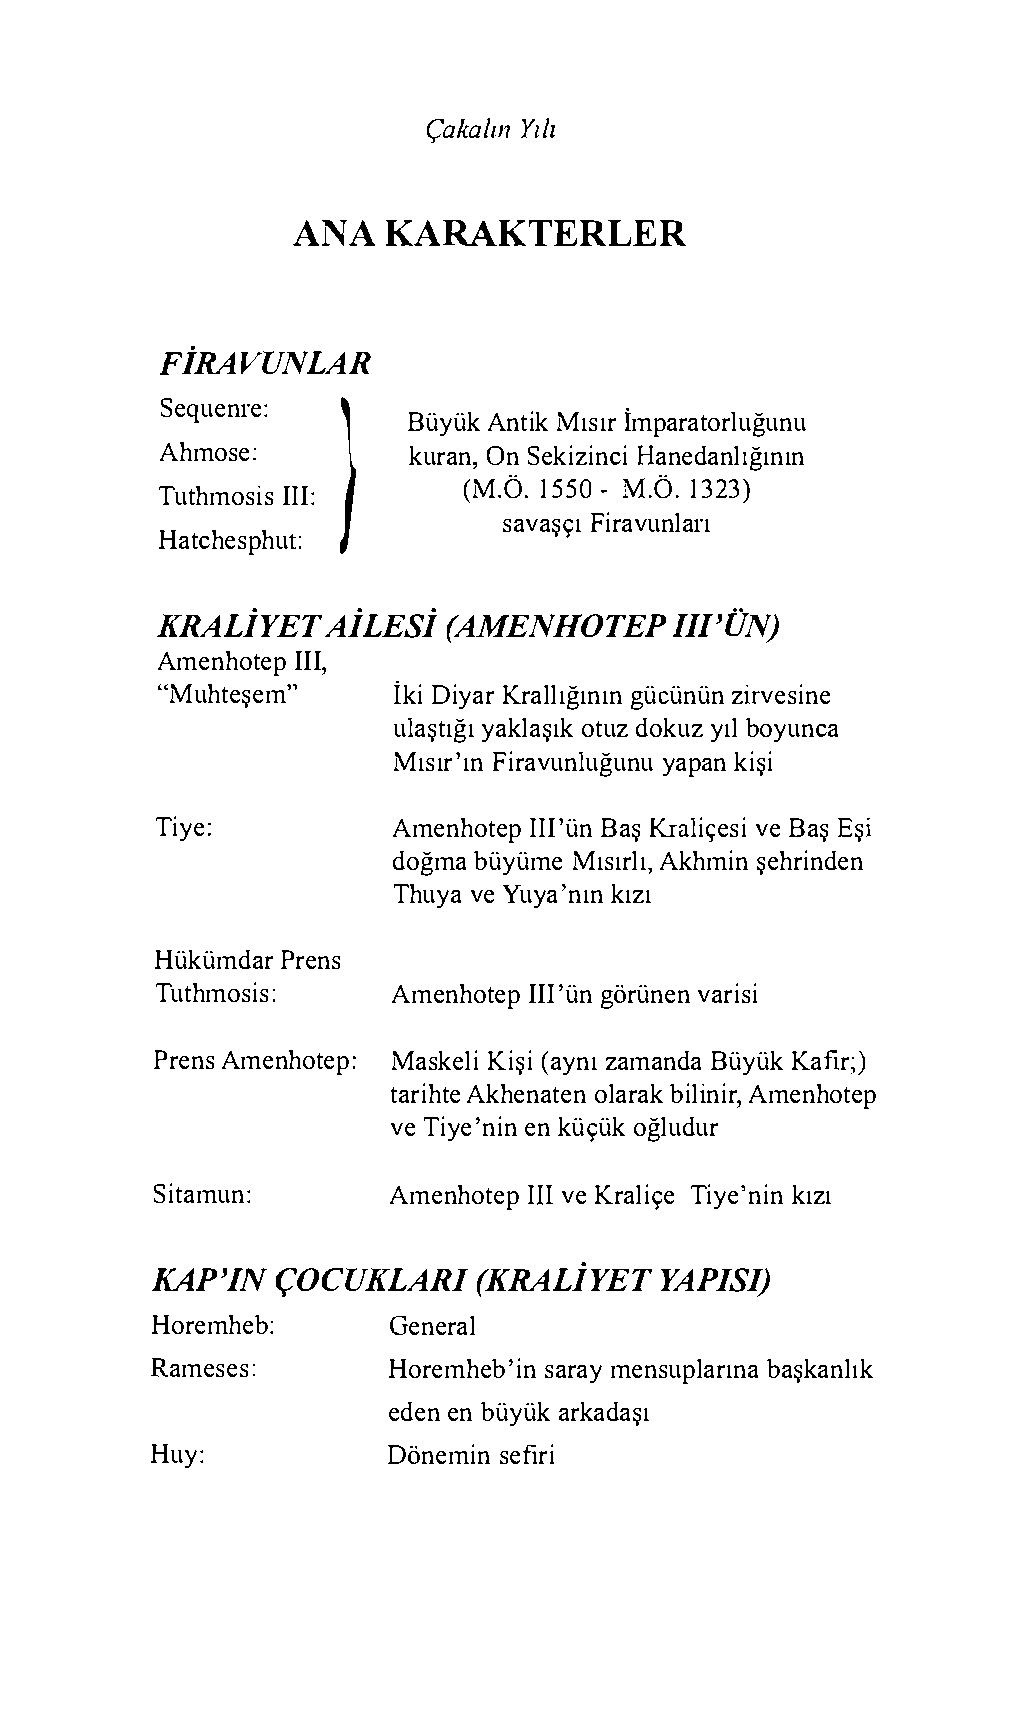 Çakalın Yılı
ANA KARAKTERLER
FİRAVUNLAR
Sequenre:
Ahmose:
Tuthmosis III:
Hatchesphut:
Büyük Antik Mısır İmparatorluğunu
kuran, On Sekizinci Hanedanlığının
(M.Ö. 1550 - M.Ö. 1323)
savaşçı Firavunları
KRALİYET AİLESİ (AMENHOTEP III’ÜN)
Amenhotep III,
“Muhteşem” İki Diyar Krallığının gücünün zirvesine
ulaştığı yaklaşık otuz dokuz yıl boyunca
Mısır’ın Firavunluğunu yapan kişi
Tiye: Amenhotep III’ün Baş Kraliçesi ve Baş Eşi
doğma büyüme Mısırlı, Akhmin şehrinden
Thuya ve Yuya’nın kızı
Hükümdar Prens
Tuthmosis: Amenhotep III’ün görünen varisi
Prens Amenhotep: Maskeli Kişi (aynı zamanda Büyük Kafir;)
tarihte Akhenaten olarak bilinir, Amenhotep
ve Tiye’nin en küçük oğludur
Sitamun: Amenhotep III ve Kraliçe Tiye’nin kızı
KAP’IN ÇOCUKLARI (KRALİYET YAPISI)
Horemheb: General
Rameses: Horemheb’in saray mensuplarına başkanlık
eden en büyük arkadaşı
Huy: Dönemin sefiri